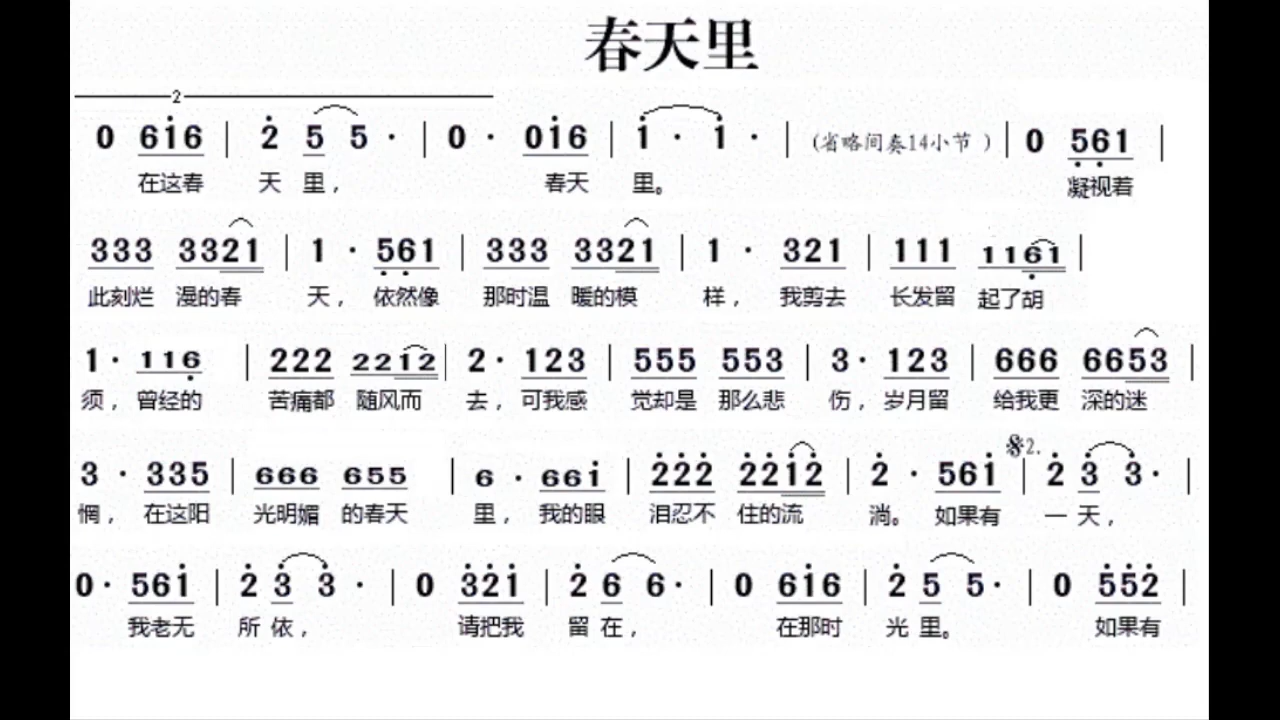 春天里
2
0 616 | 2 5 5 · | 0 · 016 | 1 · 1 · | (省略间奏14小节 ) | 0 561 |
在这春 天 里， 春天 里。 凝视着
333 3321 | 1 · 561 | 333 3321 | 1 · 321 | 111 1161 |
此刻烂 漫的春 天， 依然像 那时温 暖的模 样， 我剪去 长发留 起了胡
1 · 116 | 222 2212 | 2 · 123 | 555 553 | 3 · 123 | 666 6653 |
须，曾经的 苦痛都 随风而 去，可我感 觉却是 那么悲 伤，岁月留 给我更 深的迷
2.
3 · 335 | 666 655 | 6 · 661 | 222 2212 | 2 · 561 | 2 3 3 · |
惘， 在这阳 光明媚 的春天 里， 我的眼 泪忍不 住的流 淌。 如果有 一 天，
0 · 561 | 2 3 3 · | 0 321 | 2 6 6 · | 0 616 | 2 5 5 · | 0 552 |
我老无 所 依， 请把我 留 在， 在那时 光 里。 如果有